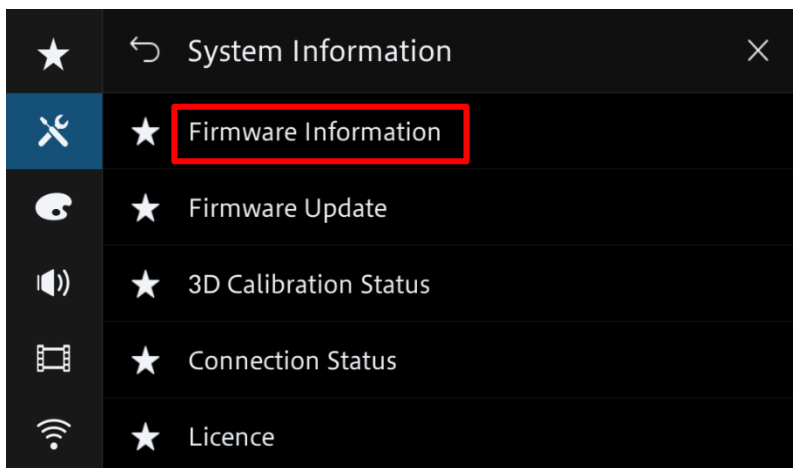 System Information
Firmware Information
Firmware Update
3D Calibration Status
Connection Status
Licence